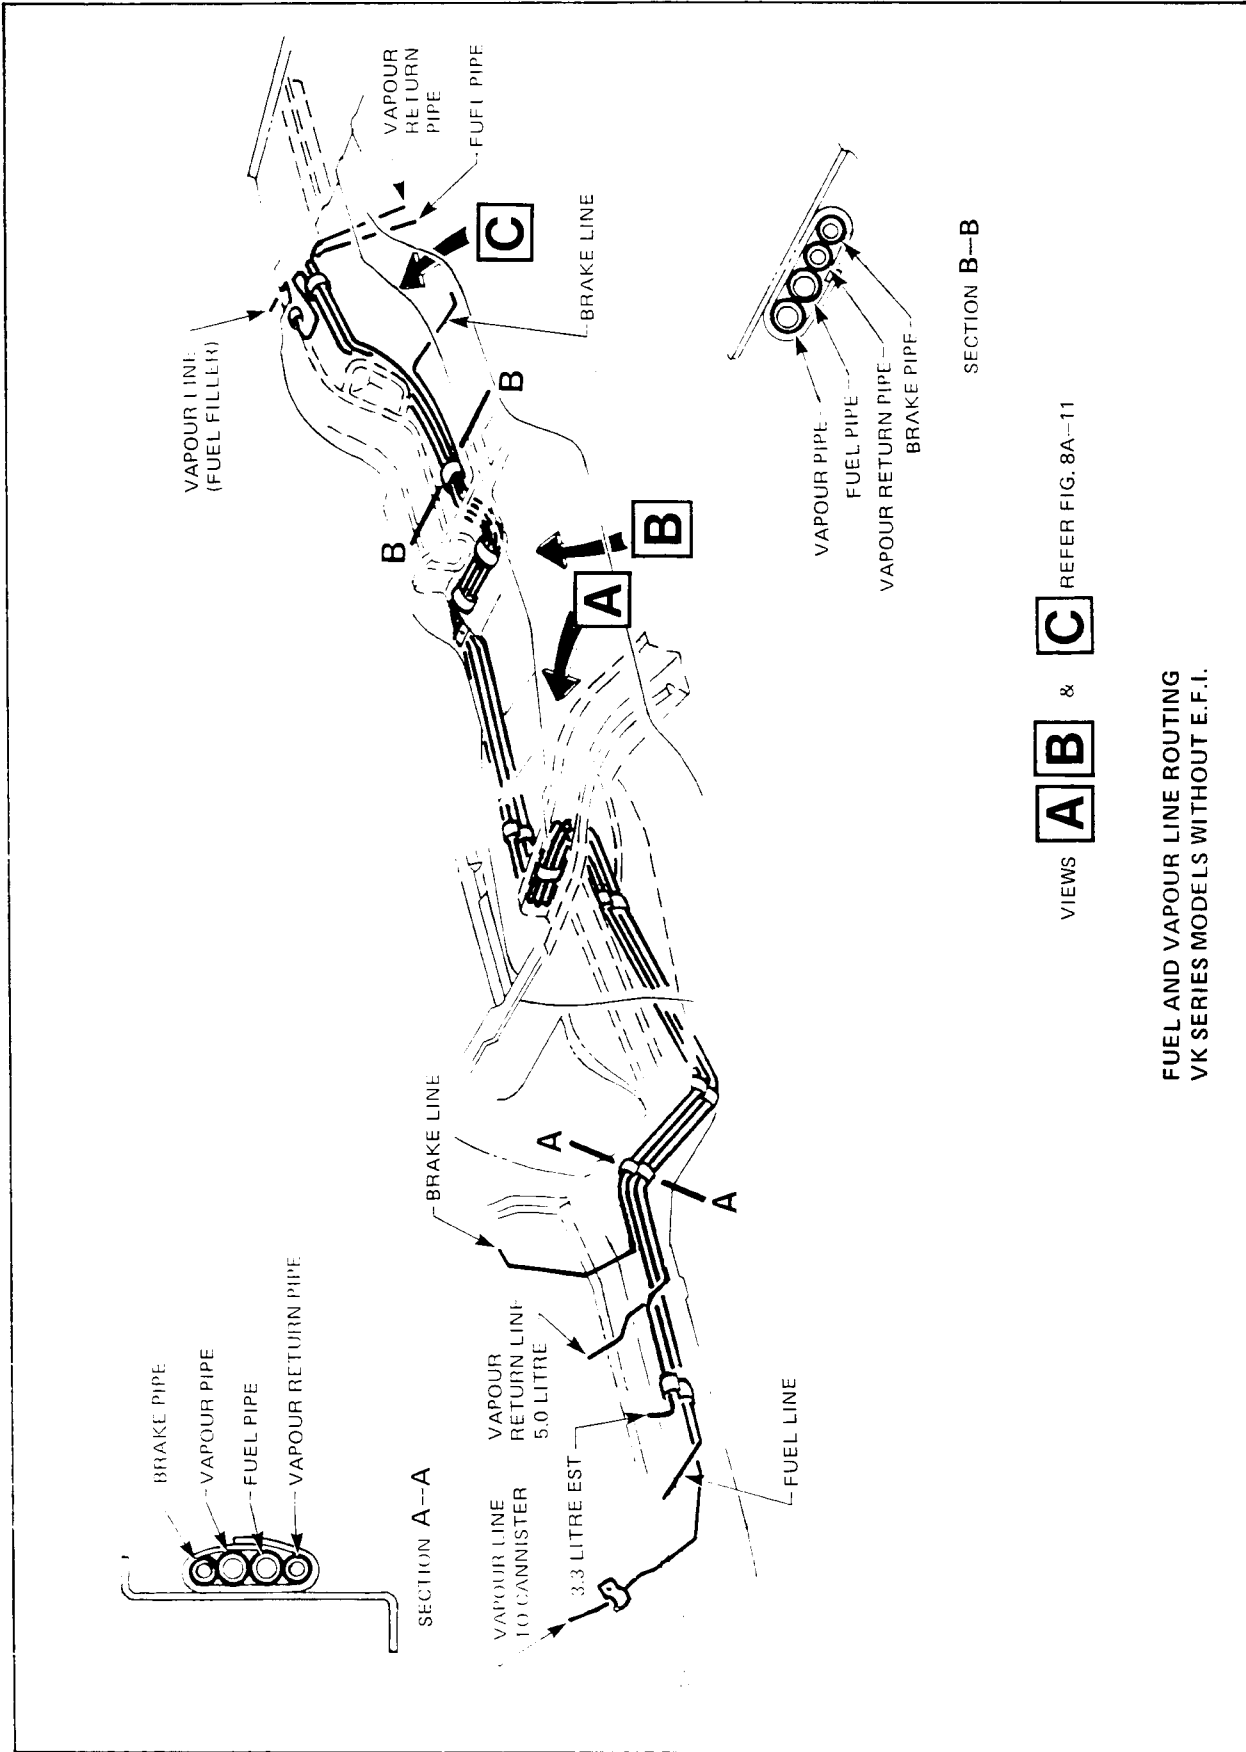 BRAKE PIPE
VAPOUR PIPE
FUEL PIPE
VAPOUR RETURN PIPE
SECTION A–A
VAPOUR LINE
TO CANNISTER
3.3 LITRE EST
VAPOUR
RETURN LINE
5.0 LITRE
BRAKE LINE
FUEL LINE
A
A
VAPOUR LINE
(FUEL FILLER)
VAPOUR
RETURN
PIPE
FUEL PIPE
BRAKE LINE
B
B
A
B
C
VAPOUR PIPE
FUEL PIPE
VAPOUR RETURN PIPE
BRAKE PIPE
SECTION B–B
VIEWS A B & C REFER FIG. 8A–11
FUEL AND VAPOUR LINE ROUTING
VK SERIES MODELS WITHOUT E.F.I.